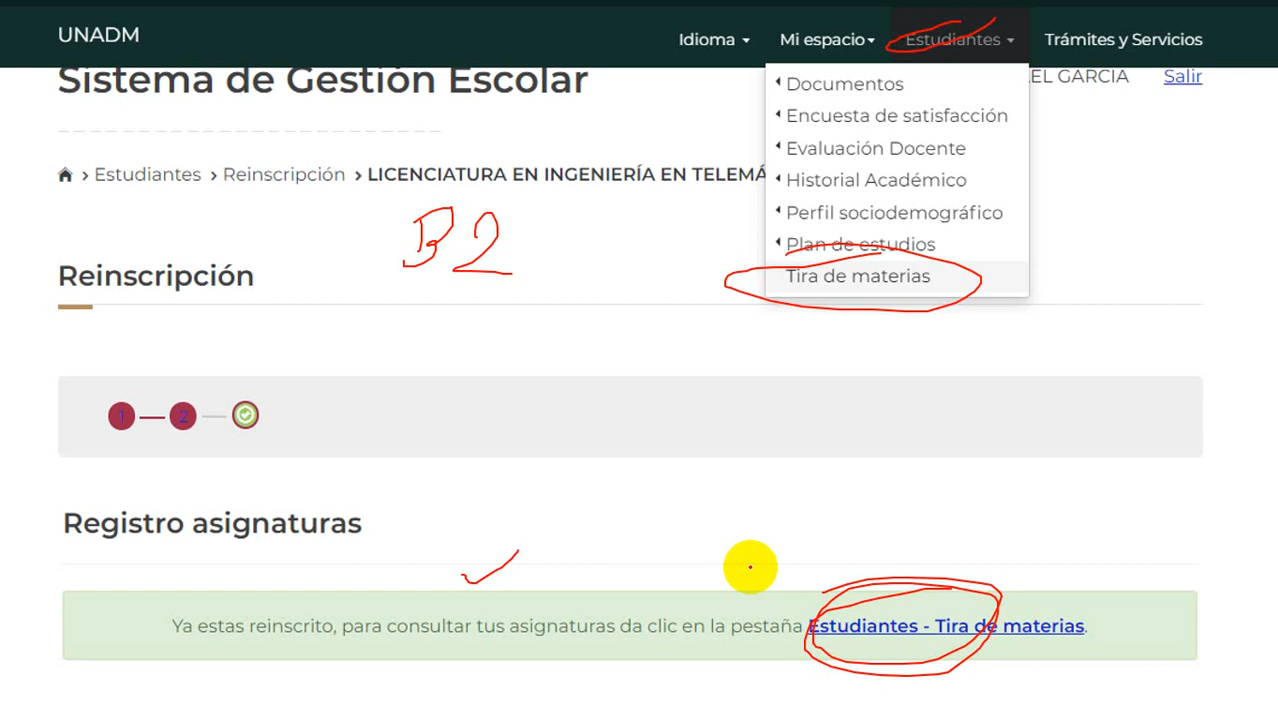 UNADM
Idioma
Mi espacio
Estudiantes
Trámites y Servicios
Sistema de Gestión Escolar
EL GARCIA
Salir
Documentos
Encuesta de satisfacción
Evaluación Docente
Historial Académico
Perfil sociodemográfico
Plan de estudios
Tira de materias
Estudiantes > Reinscripción > LICENCIATURA EN INGENIERÍA EN TELEMÁ
B2
Reinscripción
1
2
Registro asignaturas
Ya estas reinscrito, para consultar tus asignaturas da clic en la pestaña Estudiantes - Tira de materias.